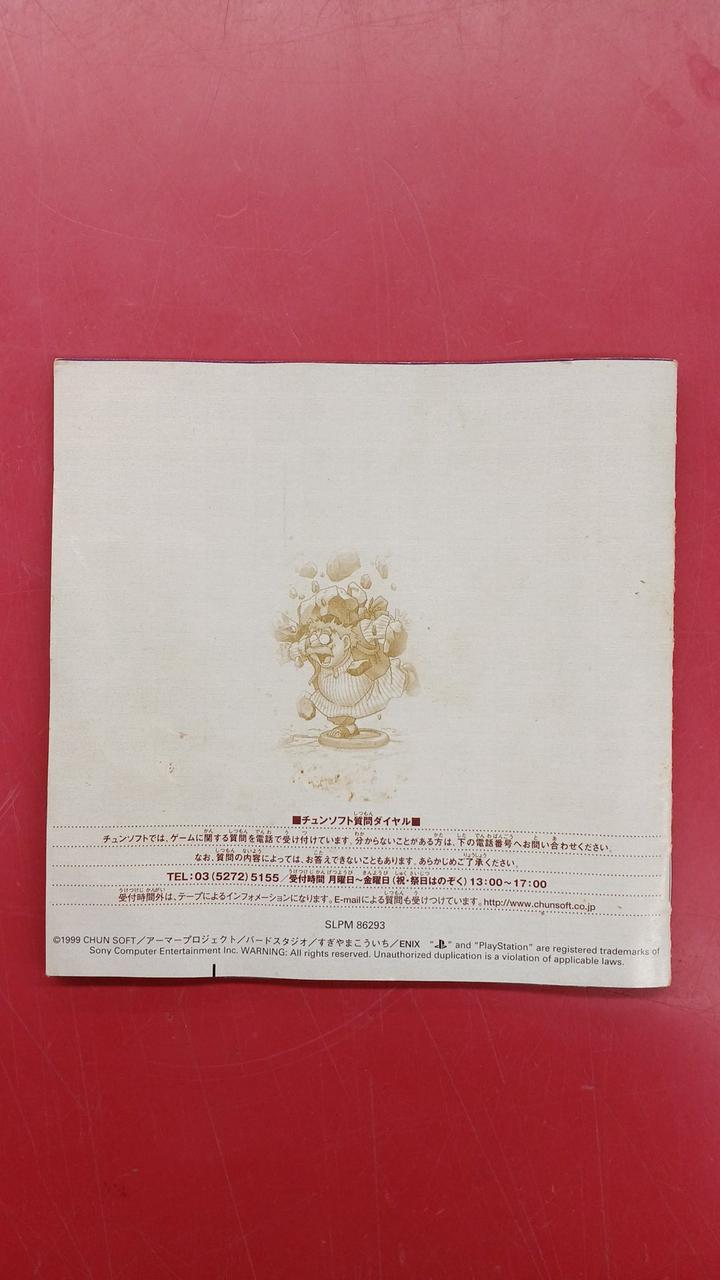 ■チュンソフト質問ダイヤル■
チュンソフトでは、ゲームに関する質問を電話で受け付けています。分からないことがある方は、下の電話番号へお問い合わせください。
なお、質問の内容によっては、お答えできないこともあります。あらかじめご了承ください。
TEL:03(5272)5155／受付時間 月曜日〜金曜日(祝・祭日はのぞく)13:00〜17:00
受付時間外は、テープによるインフォメーションになります。E-mailによる質問も受けつけています。http://www.chunsoft.co.jp
SLPM 86293
©1999 CHUN SOFT／アーマープロジェクト／バードスタジオ／すぎやまこういち／ENIX "PS" and "PlayStation" are registered trademarks of
Sony Computer Entertainment Inc. WARNING: All rights reserved. Unauthorized duplication is a violation of applicable laws.